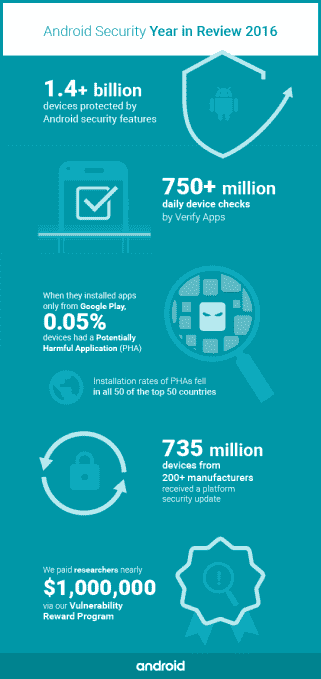 Android Security Year in Review 2016
1.4+ billion
devices protected by
Android security features
750+ million
daily device checks
by Verify Apps
When they installed apps
only from Google Play,
0.05%
devices had a Potentially
Harmful Application (PHA)
Installation rates of PHAs fell
in all 50 of the top 50 countries
735 million
devices from
200+ manufacturers
received a platform
security update
We paid researchers nearly
$1,000,000
via our Vulnerability
Reward Program
android